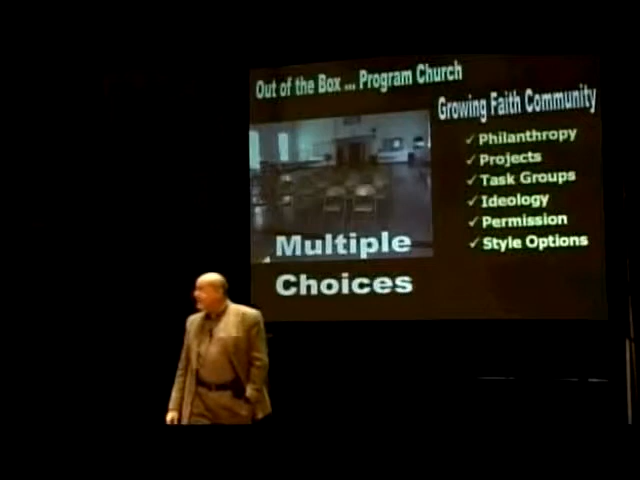 Out of the Box ... Program Church
Growing Faith Community
✓ Philanthropy
✓ Projects
✓ Task Groups
✓ Ideology
✓ Permission
✓ Style Options
Multiple
Choices